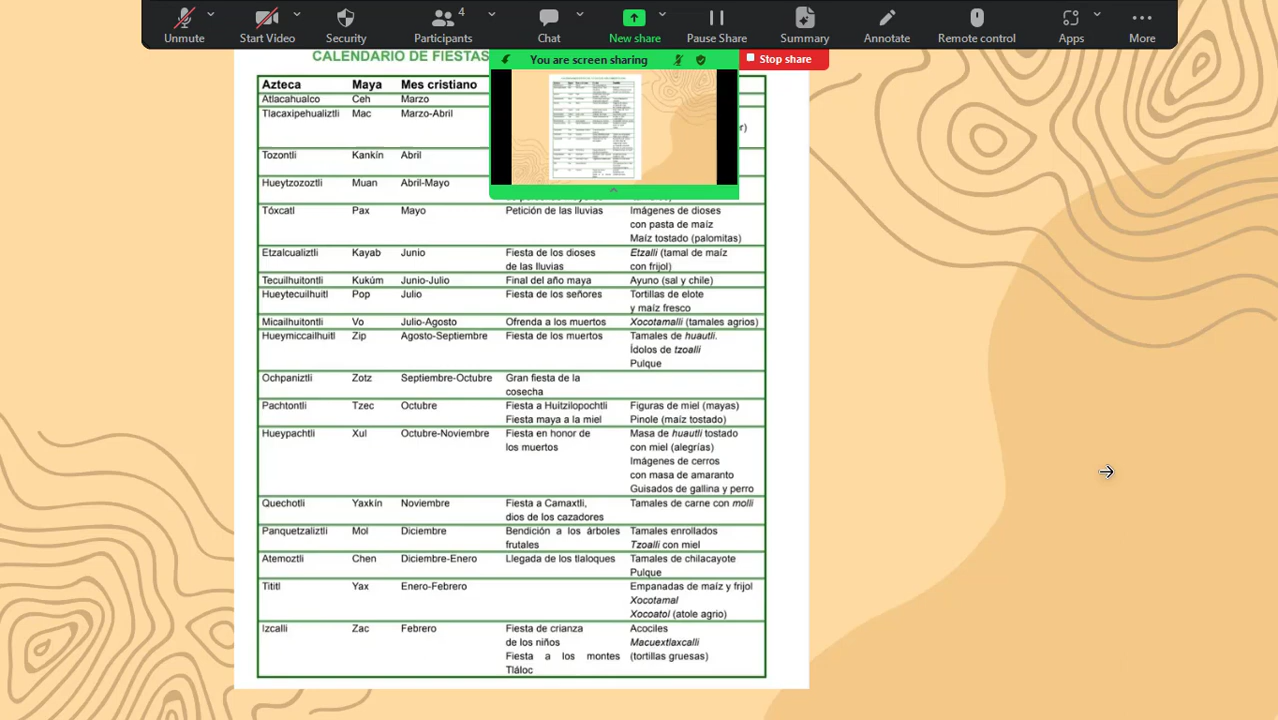 Unmute Start Video Security Participants 4 Chat New share Pause Share Summary Annotate Remote control Apps More
CALENDARIO DE FIESTAS
You are screen sharing Stop share
Azteca Maya Mes cristiano
Atlacahualco Ceh Marzo
Tlacaxipehualiztli Mac Marzo-Abril
Tozontli Kankín Abril
Hueytzozoztli Muan Abril-Mayo
Tóxcatl Pax Mayo Petición de las lluvias Imágenes de dioses
con pasta de maíz
Maíz tostado (palomitas)
Etzalcualiztli Kayab Junio Fiesta de los dioses Etzalli (tamal de maíz
de las lluvias con frijol)
Tecuilhuitontli Kukúm Junio-Julio Final del año maya Ayuno (sal y chile)
Hueytecuilhuitl Pop Julio Fiesta de los señores Tortillas de elote
y maíz fresco
Micailhuitontli Vo Julio-Agosto Ofrenda a los muertos Xocotamalli (tamales agrios)
Hueymiccailhuitl Zip Agosto-Septiembre Fiesta de los muertos Tamales de huautli.
Ídolos de tzoalli
Pulque
Ochpaniztli Zotz Septiembre-Octubre Gran fiesta de la
cosecha
Pachtontli Tzec Octubre Fiesta a Huitzilopochtli Figuras de miel (mayas)
Fiesta maya a la miel Pinole (maíz tostado)
Hueypachtli Xul Octubre-Noviembre Fiesta en honor de Masa de huautli tostado
los muertos con miel (alegrías)
Imágenes de cerros
con masa de amaranto
Guisados de gallina y perro
Quechotli Yaxkín Noviembre Fiesta a Camaxtli, Tamales de carne con molli
dios de los cazadores
Panquetzaliztli Mol Diciembre Bendición a los árboles Tamales enrollados
frutales Tzoalli con miel
Atemoztli Chen Diciembre-Enero Llegada de los tlaloques Tamales de chilacayote
Pulque
Tititl Yax Enero-Febrero Empanadas de maíz y frijol
Xocotamal
Xocoatol (atole agrio)
Izcalli Zac Febrero Fiesta de crianza Acociles
de los niños Macuextlaxcalli
Fiesta a los montes (tortillas gruesas)
Tláloc